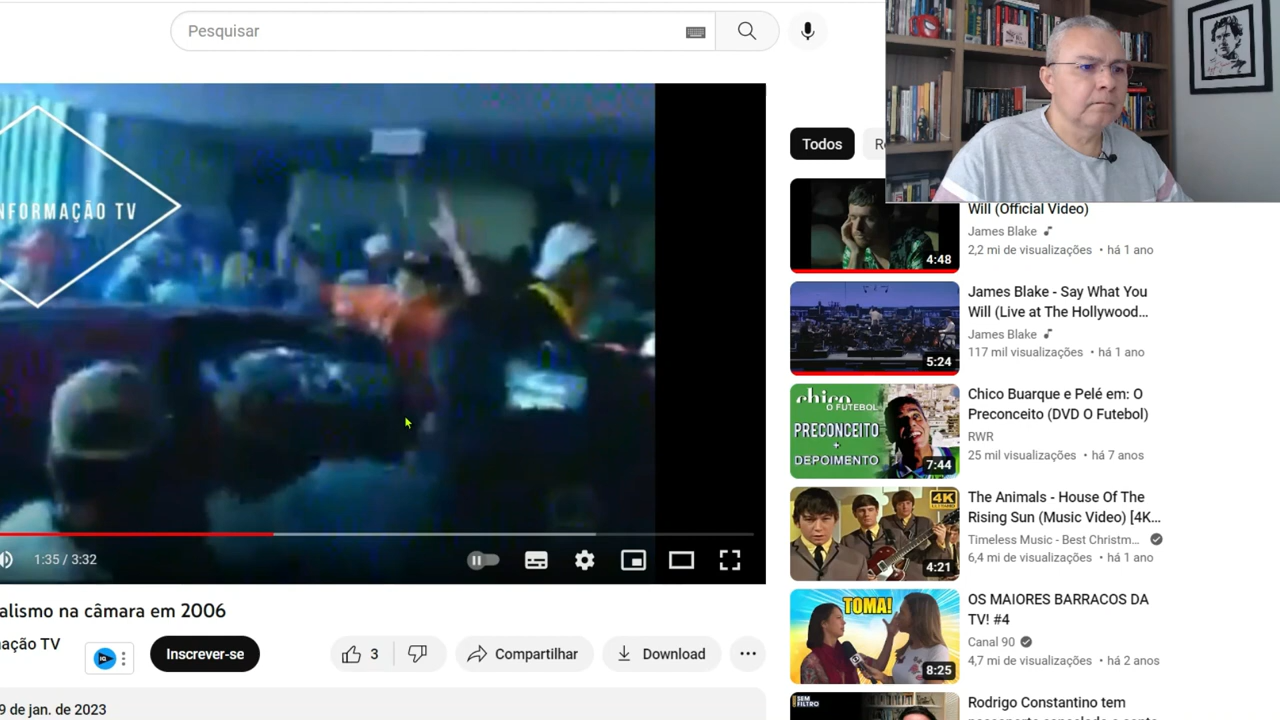 Pesquisar
NFORMAÇÃO TV
1:35 / 3:32
alismo na câmara em 2006
ação TV
Inscrever-se
3
Compartilhar
Download
9 de jan. de 2023
Todos
Will (Official Video)
James Blake
2,2 mi de visualizações • há 1 ano
4:48
James Blake - Say What You
Will (Live at The Hollywood...
James Blake
117 mil visualizações • há 1 ano
5:24
Chico Buarque e Pelé em: O
Preconceito (DVD O Futebol)
RWR
25 mil visualizações • há 7 anos
chico
O FUTEBOL
PRECONCEITO
+
DEPOIMENTO
7:44
The Animals - House Of The
Rising Sun (Music Video) [4K...
Timeless Music - Best Christm...
6,4 mi de visualizações • há 1 ano
4K
4:21
OS MAIORES BARRACOS DA
TV! #4
Canal 90
4,7 mi de visualizações • há 2 anos
TOMA!
8:25
Rodrigo Constantino tem
SEM
FILTRO